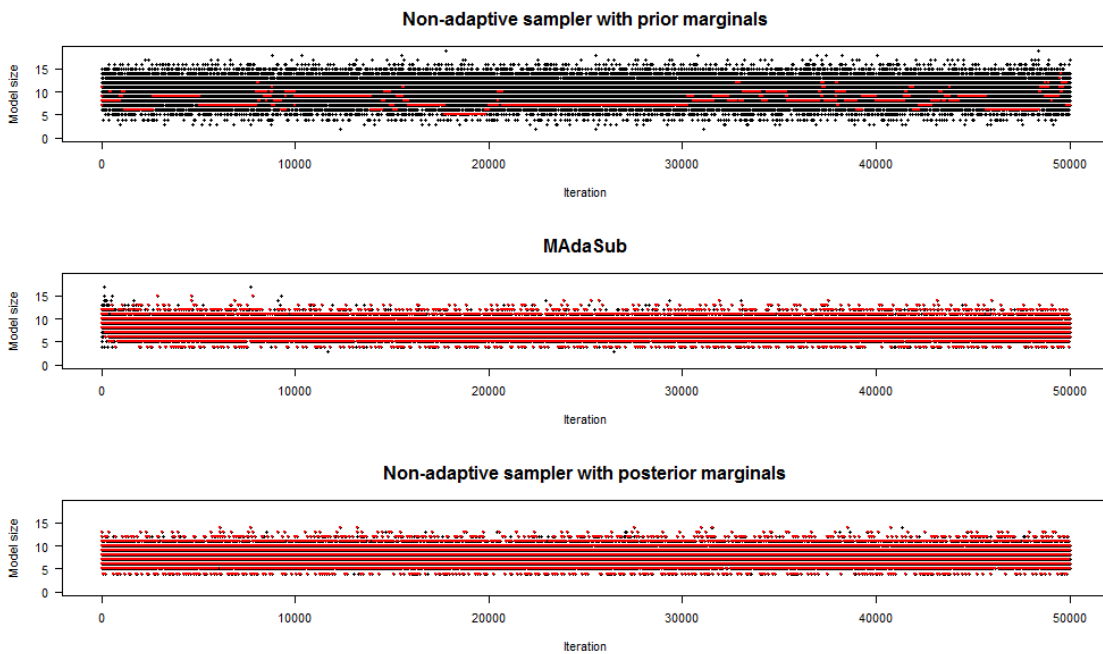 Non-adaptive sampler with prior marginals
Model size
15
10
5
0
0 10000 20000 30000 40000 50000
Iteration
MAdaSub
Model size
15
10
5
0
0 10000 20000 30000 40000 50000
Iteration
Non-adaptive sampler with posterior marginals
Model size
15
10
5
0
0 10000 20000 30000 40000 50000
Iteration